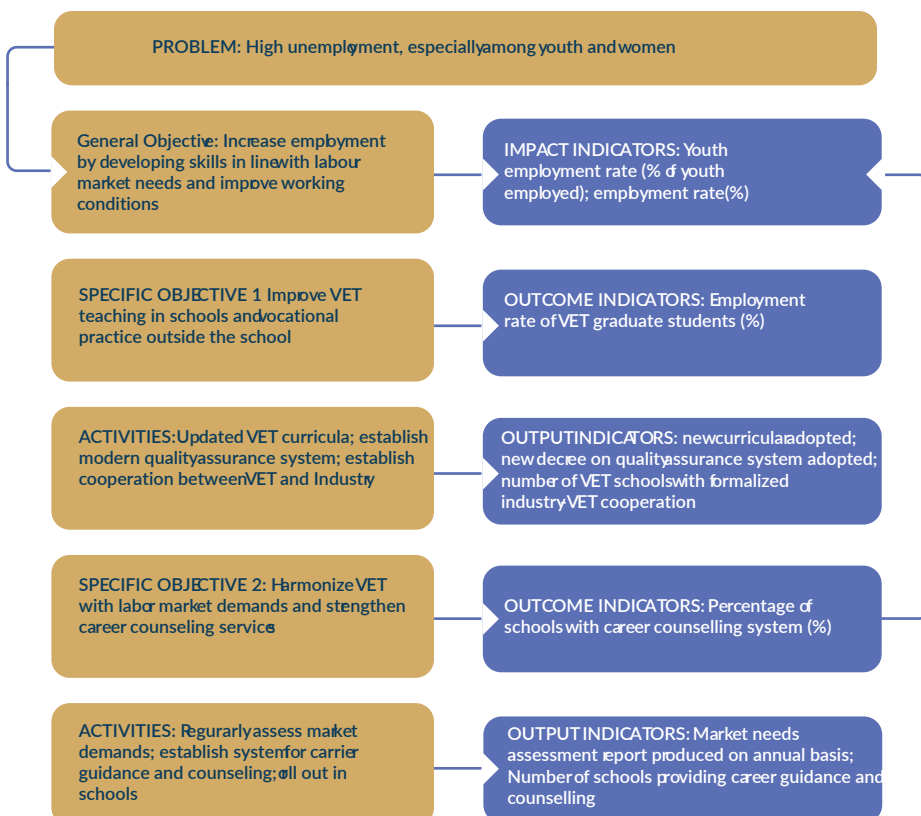 PROBLEM: High unemployment, especially among youth and women
General Objective: Increase employment
by developing skills in line with labour
market needs and improve working
conditions
IMPACT INDICATORS: Youth
employment rate (% of youth
employed); employment rate (%)
SPECIFIC OBJECTIVE 1 Improve VET
teaching in schools and vocational
practice outside the school
OUTCOME INDICATORS: Employment
rate of VET graduate students (%)
ACTIVITIES: Updated VET curricula; establish
modern quality assurance system; establish
cooperation between VET and Industry
OUTPUT INDICATORS: new curricular adopted;
new decree on quality assurance system adopted;
number of VET schools with formalized
industry-VET cooperation
SPECIFIC OBJECTIVE 2: Harmonize VET
with labor market demands and strengthen
career counseling services
OUTCOME INDICATORS: Percentage of
schools with career counselling system (%)
ACTIVITIES: Regurarly assess market
demands; establish system for carrier
guidance and counseling; roll out in
schools
OUTPUT INDICATORS: Market needs
assessment report produced on annual basis;
Number of schools providing career guidance and
counselling